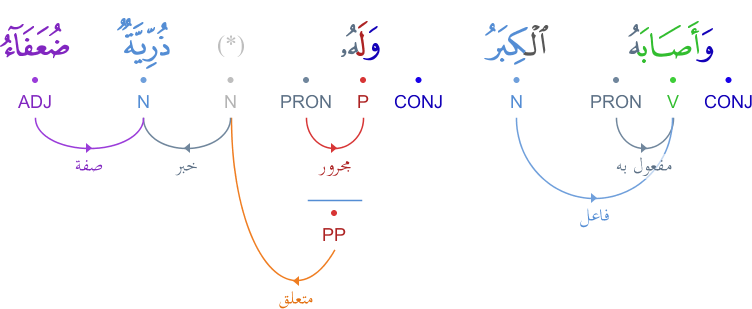 وَأَصَابَهُ ٱلْكِبَرُ وَلَهُۥ (*) ذُرِّيَّةٌ ضُعَفَآءُ
CONJ V PRON N CONJ P PRON N N ADJ
مفعول به مجرور خبر صفة
فاعل
PP
متعلق